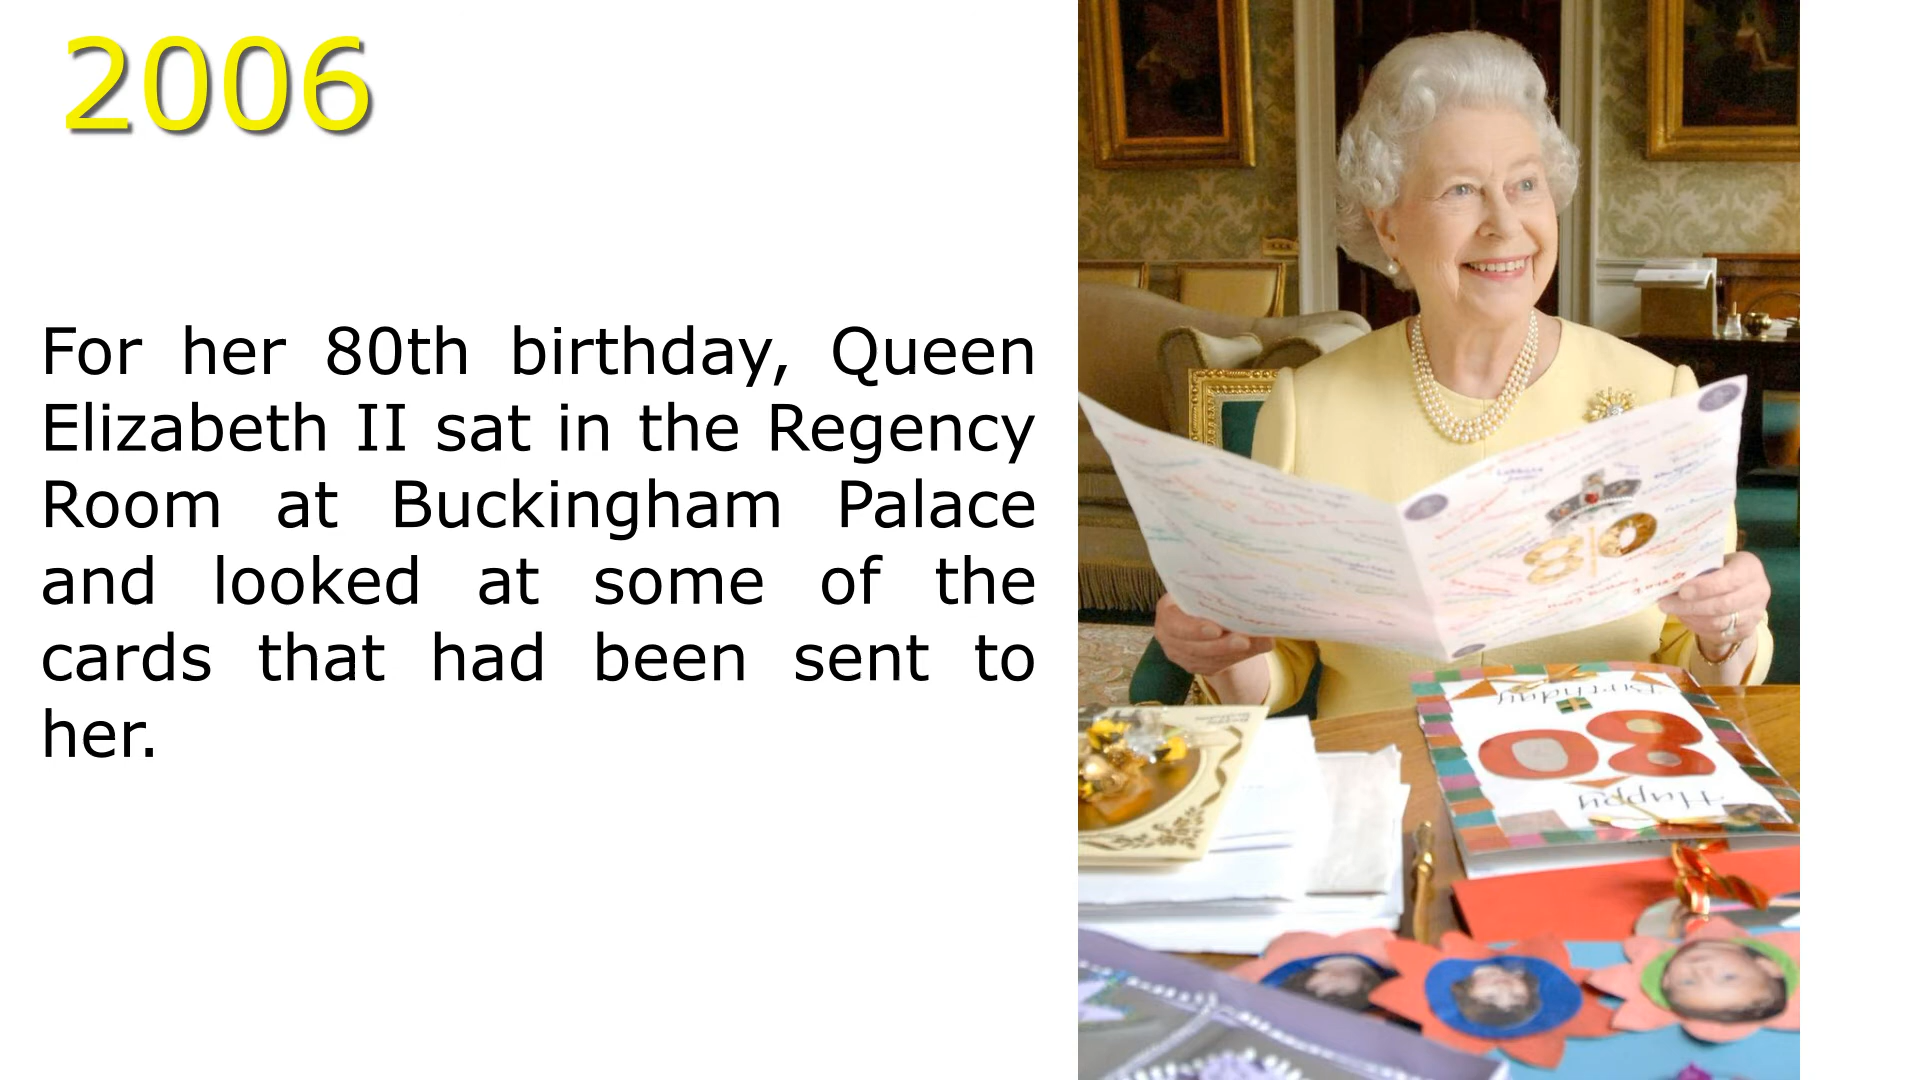 2006
For her 80th birthday, Queen
Elizabeth II sat in the Regency
Room at Buckingham Palace
and looked at some of the
cards that had been sent to
her.
80
Happy
80
Birthday